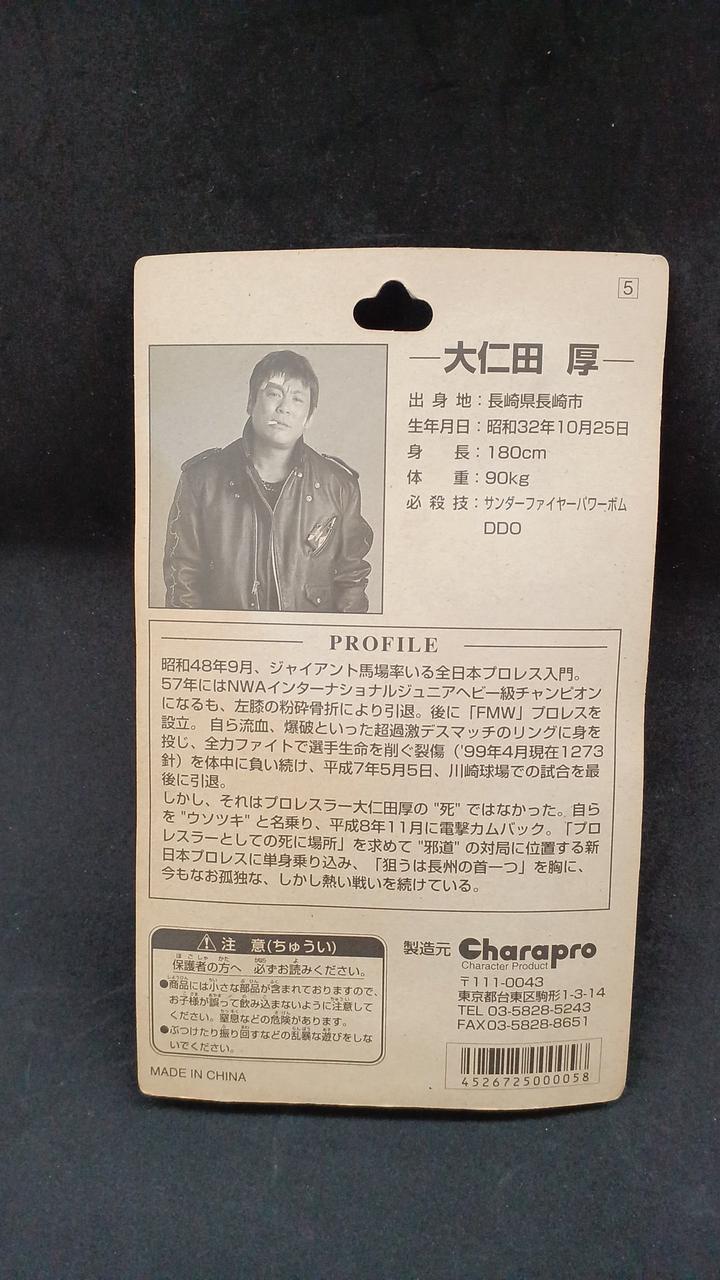 5
大仁田 厚
出身地：長崎県長崎市
生年月日：昭和32年10月25日
身長：180cm
体重：90kg
必殺技：サンダーファイヤーパワーボム
DDO
PROFILE
昭和48年9月、ジャイアント馬場率いる全日本プロレス入門。
57年にはNWAインターナショナルジュニアヘビー級チャンピオン
になるも、左膝の粉砕骨折により引退。後に「FMW」プロレスを
設立。自ら流血、爆破といった超過激デスマッチのリングに身を
投じ、全力ファイトで選手生命を削ぐ裂傷（'99年4月現在1273
針）を体中に負い続け、平成7年5月5日、川崎球場での試合を最
後に引退。
しかし、それはプロレスラー大仁田厚の "死" ではなかった。自ら
を "ウソツキ" と名乗り、平成8年11月に電撃カムバック。「プロ
レスラーとしての死に場所」を求めて "邪道" の対局に位置する新
日本プロレスに単身乗り込み、「狙うは長州の首一つ」を胸に、
今もなお孤独な、しかし熱い戦いを続けている。
注 意(ちゅうい)
保護者の方へ 必ずお読みください。
●商品には小さな部品が含まれておりますので、
お子様が誤って飲み込まないように注意して
ください。窒息などの危険があります。
●ぶつけたり振り回すなどの乱暴な遊びをしな
いでください。
MADE IN CHINA
製造元 Charapro
Character Product
〒111-0043
東京都台東区駒形1-3-14
TEL 03-5828-5243
FAX 03-5828-8651
4526725000058